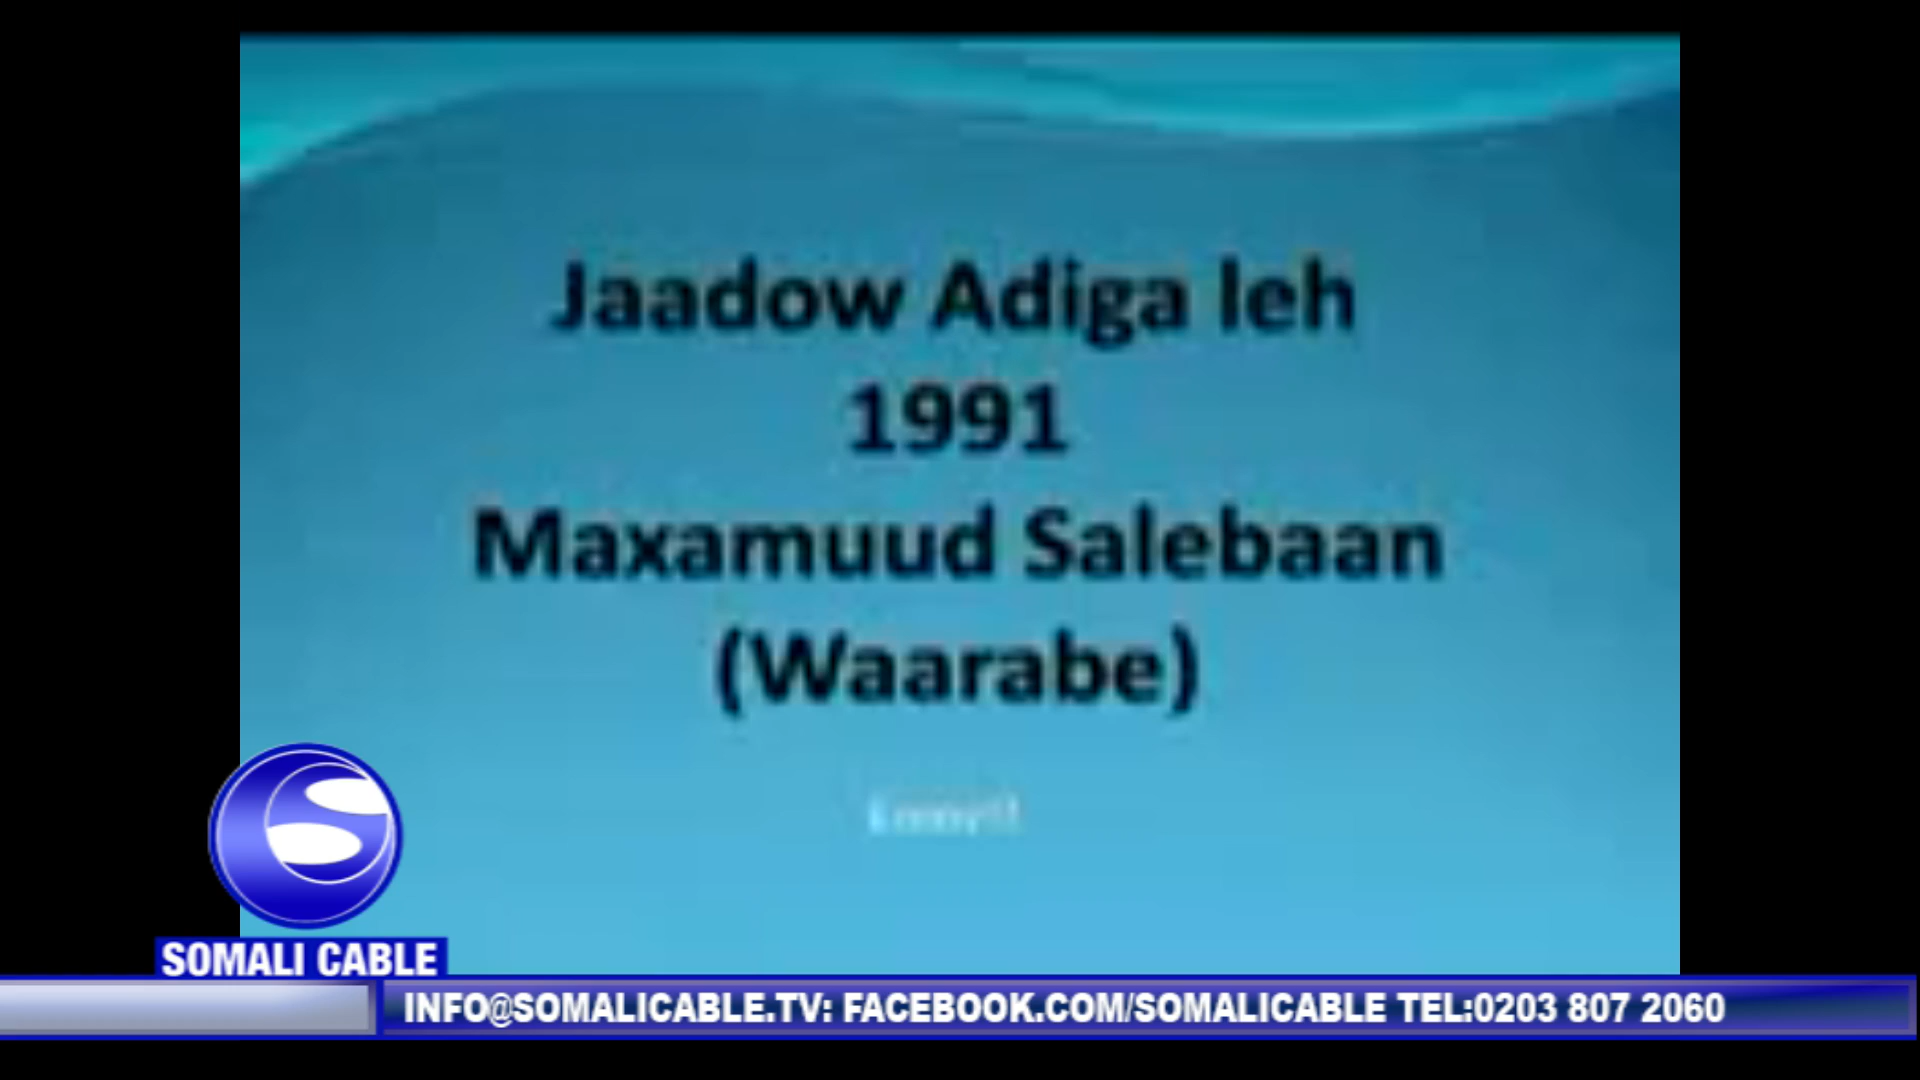 Jaadow Adiga leh
1991
Maxamuud Salebaan
(Waarabe)
SOMALI CABLE
INFO@SOMALICABLE.TV: FACEBOOK.COM/SOMALICABLE TEL:0203 807 2060